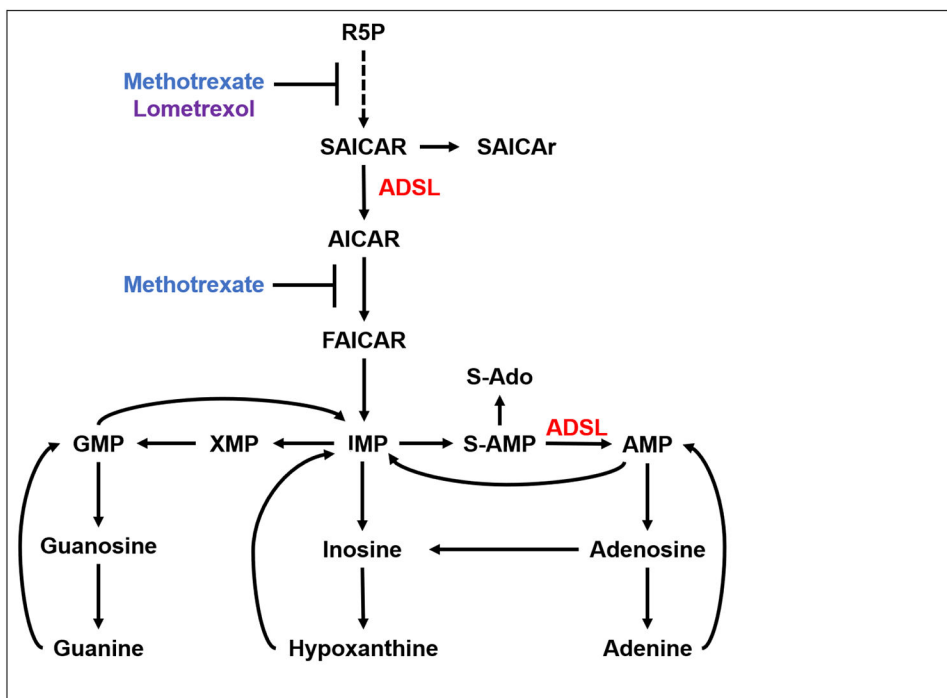 R5P
Methotrexate
Lometrexol
SAICAR
SAICAr
ADSL
AICAR
Methotrexate
FAICAR
S-Ado
GMP
XMP
IMP
S-AMP
ADSL
AMP
Guanosine
Inosine
Adenosine
Guanine
Hypoxanthine
Adenine